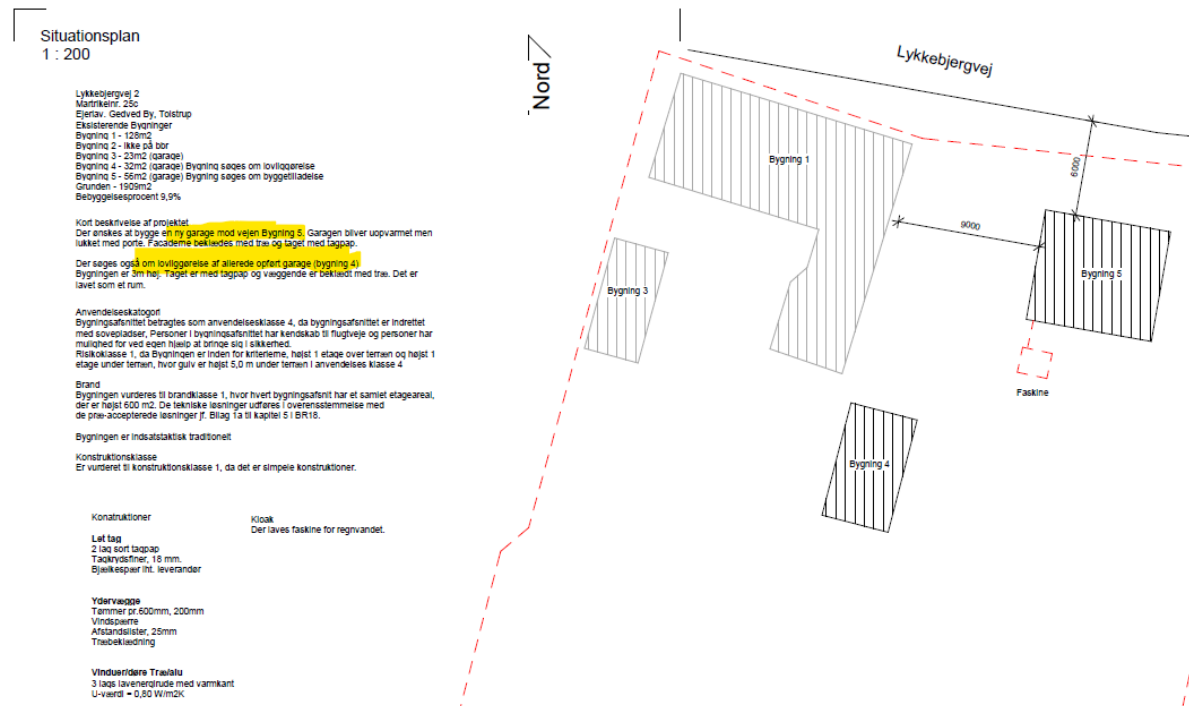 Situationsplan
1 : 200
Lykkebjergvej 2
Martrikelnr. 25c
Ejerlav. Gedved By, Tolstrup
Eksisterende Bygninger
Bygning 1 - 128m2
Bygning 2 - ikke på bbr
Bygning 3 - 23m2 (garage)
Bygning 4 - 32m2 (garage) Bygning søges om lovliggørelse
Bygning 5 - 56m2 (garage) Bygning søges om byggetilladelse
Grunden - 1909m2
Bebyggelsesprocent 9,9%
Kort beskrivelse af projektet
Der ønskes at bygge en ny garage mod vejen Bygning 5. Garagen bliver uopvarmet men
lukket med porte. Facaderne beklædes med træ og taget med tagpap.
Der søges også om lovliggørelse af allerede opført garage (bygning 4)
Bygningen er 3m høj. Taget er med tagpap og væggende er beklædt med træ. Det er
lavet som et rum.
Anvendelseskatogori
Bygningsafsnittet betragtes som anvendelsesklasse 4, da bygningsafsnittet er indrettet
med sovepladser, Personer i bygningsafsnittet har kendskab til flugtveje og personer har
mulighed for ved egen hjælp at bringe sig i sikkerhed.
Risikoklasse 1, da Bygningen er inden for kriterierne, højst 1 etage over terræn og højst 1
etage under terræn, hvor gulv er højst 5,0 m under terræn i anvendelses klasse 4
Brand
Bygningen vurderes til brandklasse 1, hvor hvert bygningsafsnit har et samlet etageareal,
der er højst 600 m2. De tekniske løsninger udføres i overensstemmelse med
de præ-accepterede løsninger jf. Bilag 1a til kapitel 5 i BR18.
Bygningen er indsatstaktisk traditionelt
Konstruktionsklasse
Er vurderet til konstruktionsklasse 1, da det er simpele konstruktioner.
Konatruktioner
Let tag
2 lag sort tagpap
Tagkrydsfiner, 18 mm.
Bjælkespær iht. leverandør
Ydervægge
Tømmer pr.600mm, 200mm
Vindspærre
Afstandslister, 25mm
Træbeklædning
Vinduer/døre Træ/alu
3 lags lavenergirude med varmkant
U-værdi = 0,80 W/m2K
Kloak
Der laves faskine for regnvandet.
Nord
Lykkebjergvej
Bygning 1
6000
9000
Bygning 5
Bygning 3
Faskine
Bygning 4